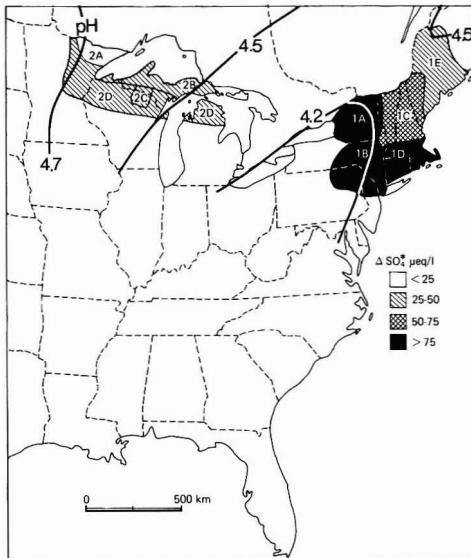 pH
4.5
4.5
2A
2B
2C
2D
2D
1E
4.2
1A
1C
4.7
1B
1D
Δ SO₄* μeq/l
<25
25-50
50-75
>75
0 500 km